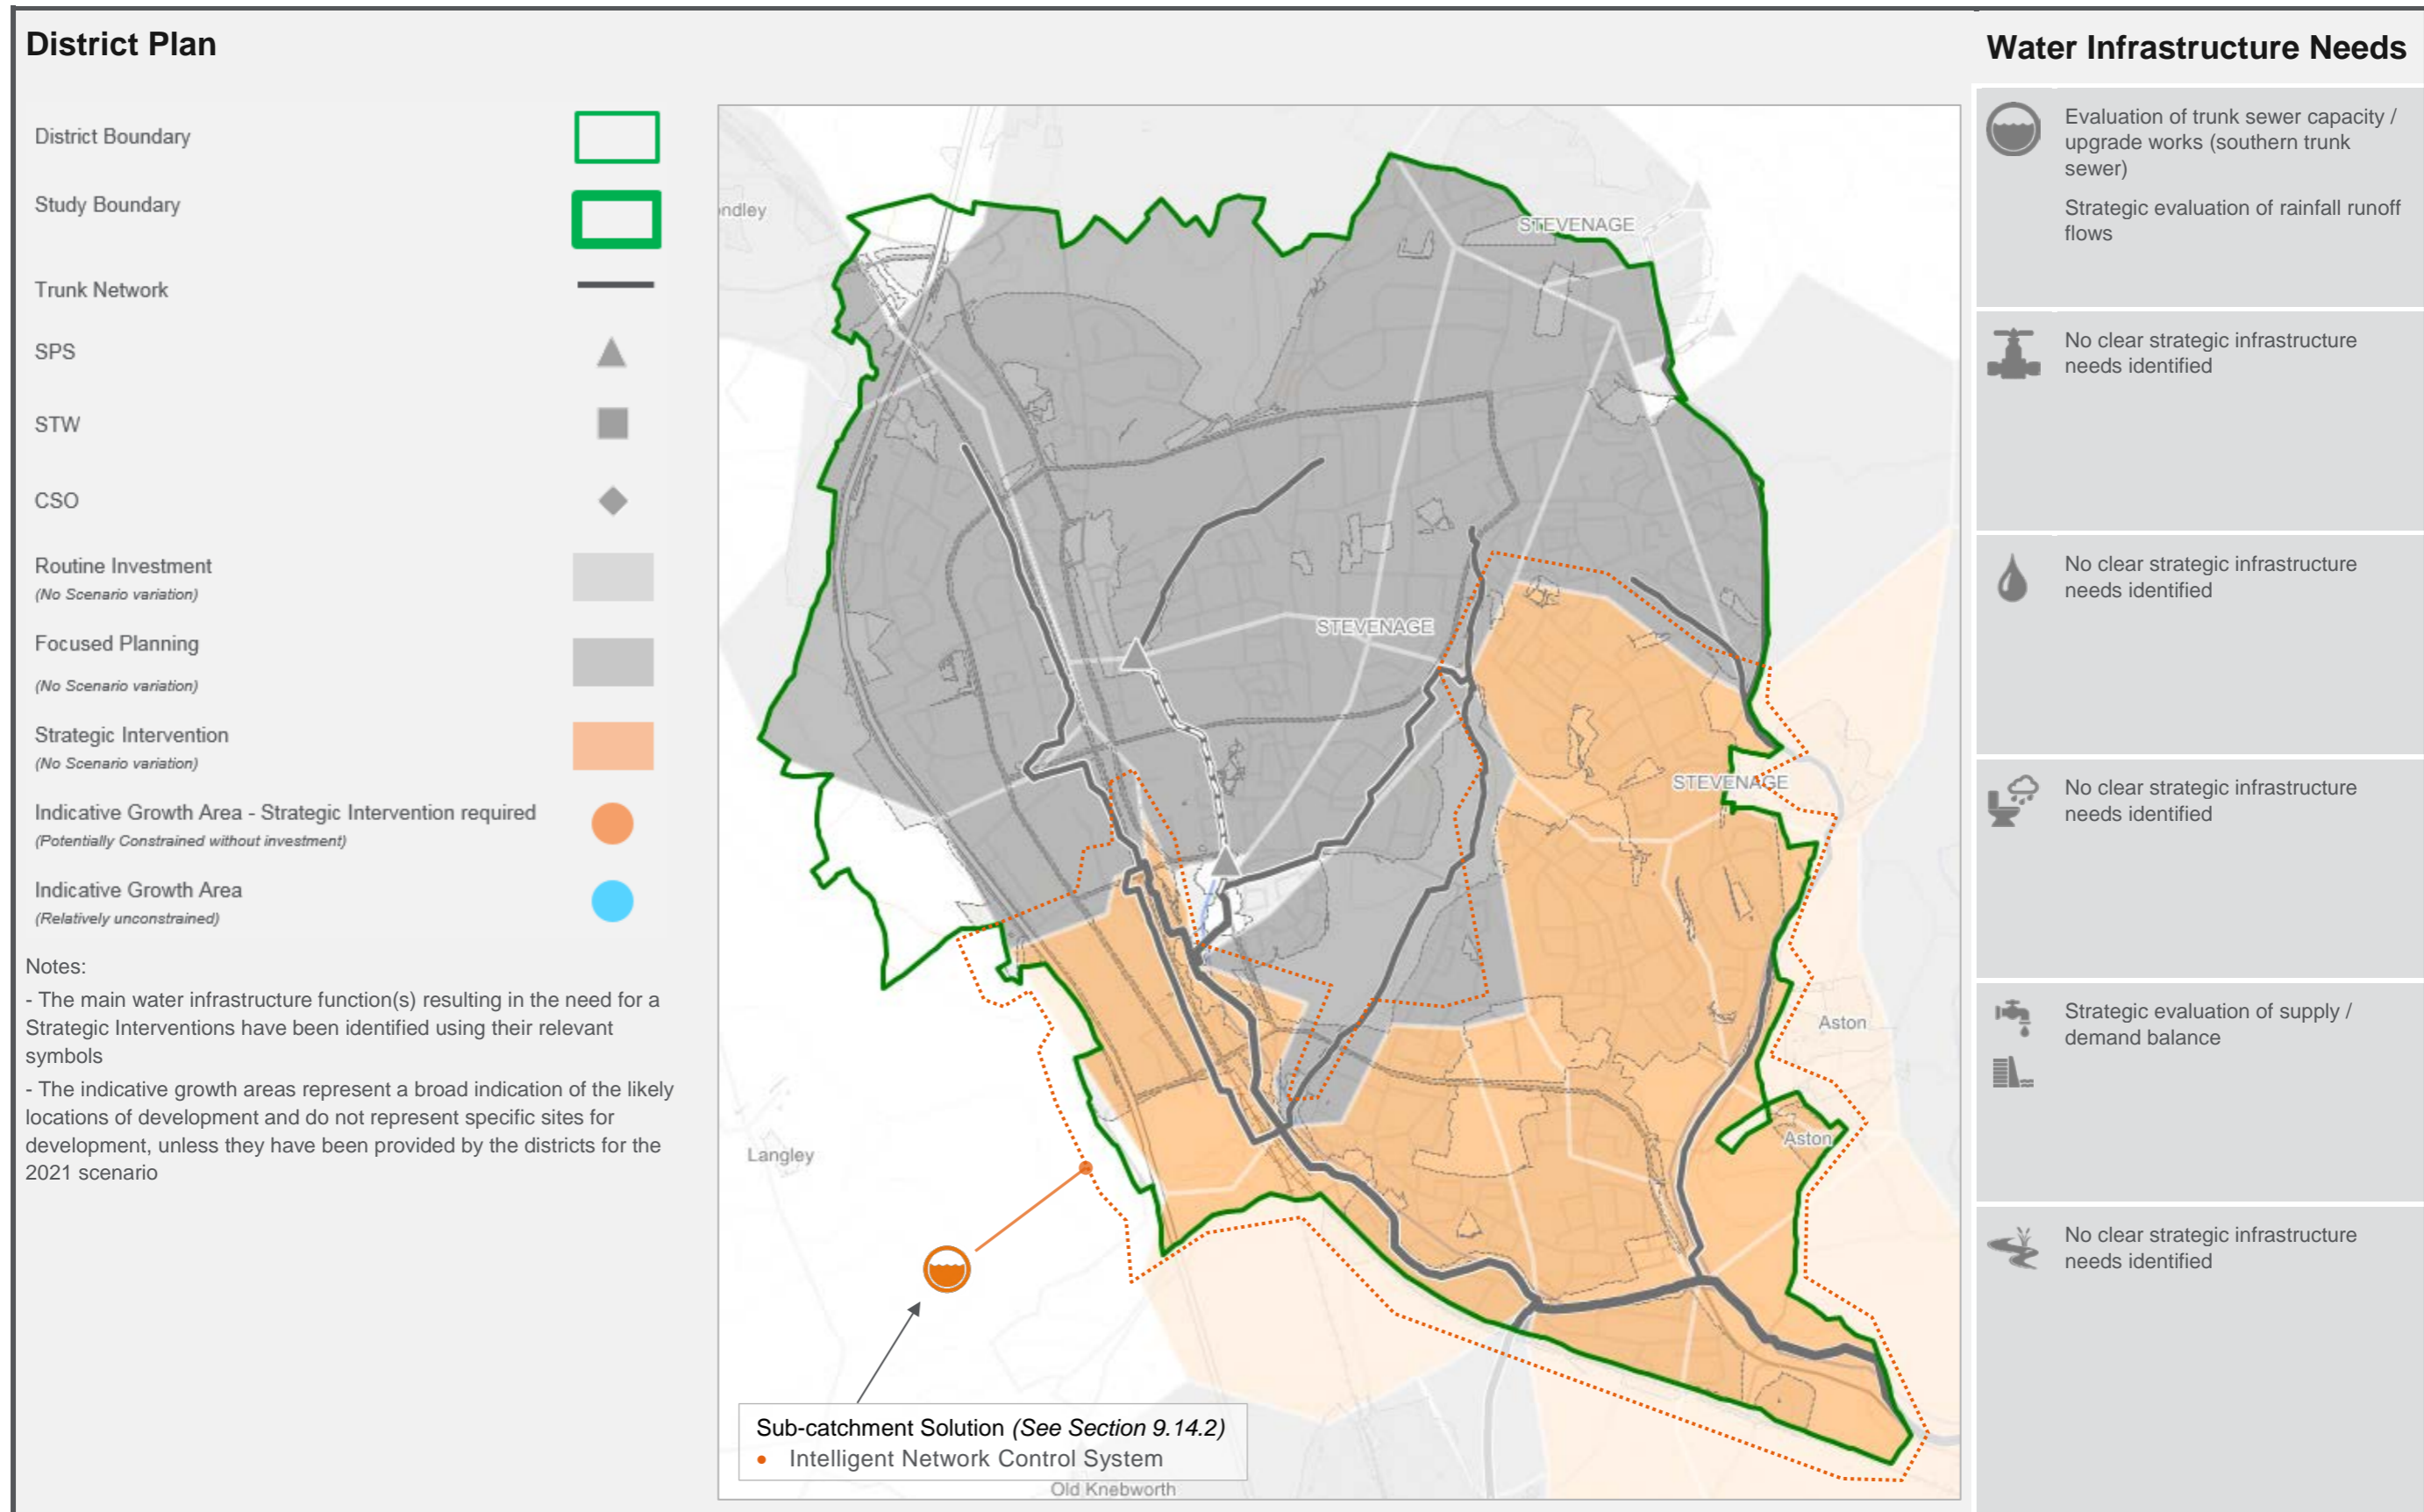 District Plan
District Boundary
Study Boundary
Trunk Network
SPS
STW
CSO
Routine Investment
(No Scenario variation)
Focused Planning
(No Scenario variation)
Strategic Intervention
(No Scenario variation)
Indicative Growth Area - Strategic Intervention required
(Potentially Constrained without investment)
Indicative Growth Area
(Relatively unconstrained)
Notes:
- The main water infrastructure function(s) resulting in the need for a
Strategic Interventions have been identified using their relevant
symbols
- The indicative growth areas represent a broad indication of the likely
locations of development and do not represent specific sites for
development, unless they have been provided by the districts for the
2021 scenario
ndley
STEVENAGE
STEVENAGE
STEVENAGE
Aston
Aston
Langley
Sub-catchment Solution (See Section 9.14.2)
• Intelligent Network Control System
Old Knebworth
Water Infrastructure Needs
Evaluation of trunk sewer capacity /
upgrade works (southern trunk
sewer)
Strategic evaluation of rainfall runoff
flows
No clear strategic infrastructure
needs identified
No clear strategic infrastructure
needs identified
No clear strategic infrastructure
needs identified
Strategic evaluation of supply /
demand balance
No clear strategic infrastructure
needs identified